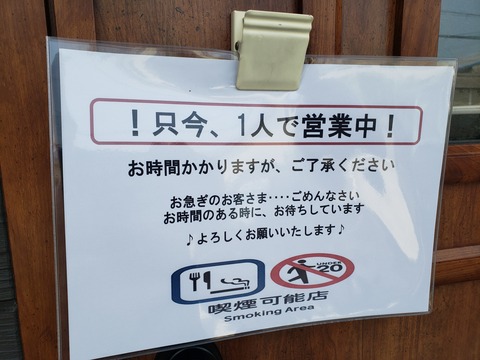 ！只今、1人で営業中！
お時間かかりますが、ご了承ください
お急ぎのお客さま‥‥ごめんなさい
お時間のある時に、お待ちしています
♪よろしくお願いいたします♪
UNDER
20
喫煙可能店
Smoking Area